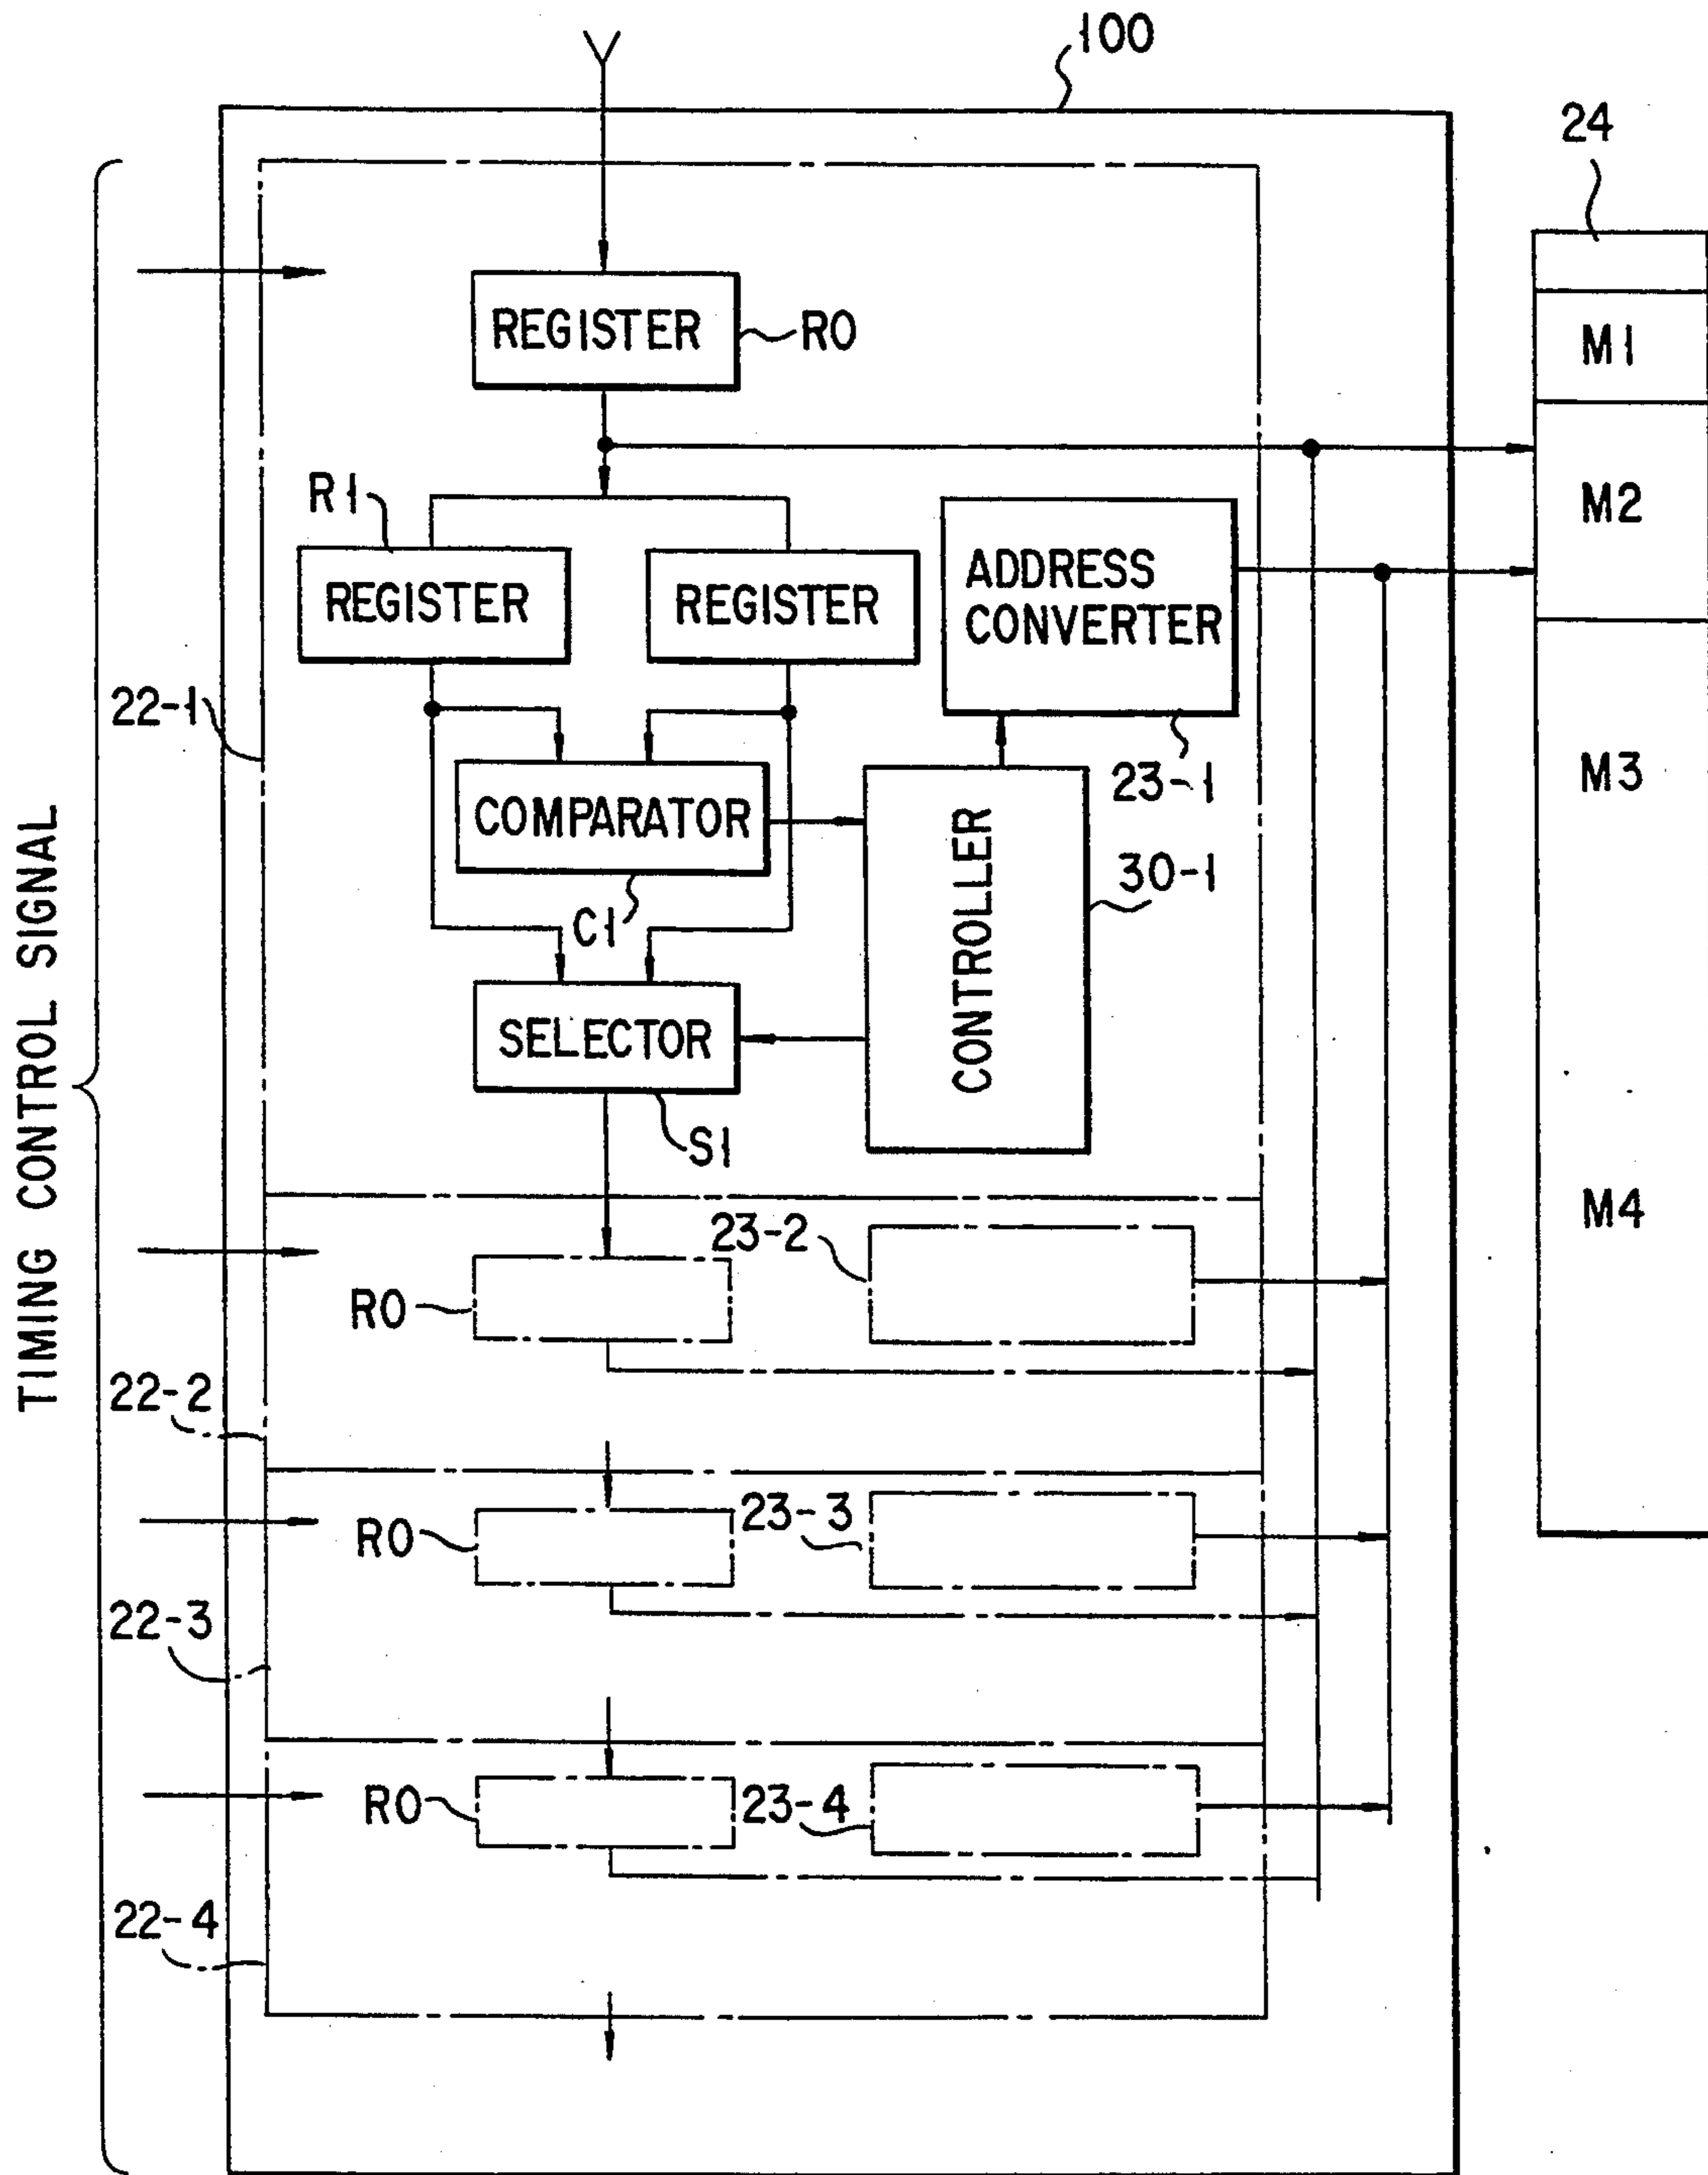 100
24
REGISTER
R0
M1
R1
M2
REGISTER
REGISTER
ADDRESS
CONVERTER
22-1
23-1
M3
COMPARATOR
CONTROLLER
30-1
C1
TIMING CONTROL SIGNAL
SELECTOR
S1
M4
23-2
R0
22-2
23-3
R0
22-3
R0
23-4
22-4